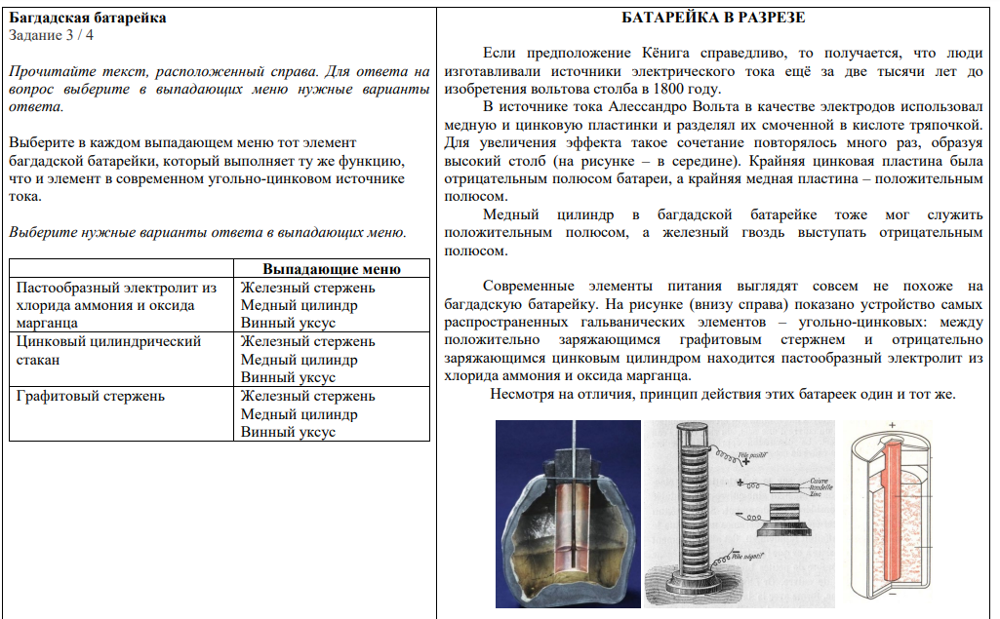 Багдадская батарейка
Задание 3 / 4
Прочитайте текст, расположенный справа. Для ответа на
вопрос выберите в выпадающих меню нужные варианты
ответа.
Выберите в каждом выпадающем меню тот элемент
багдадской батарейки, который выполняет ту же функцию,
что и элемент в современном угольно-цинковом источнике
тока.
Выберите нужные варианты ответа в выпадающих меню.
Выпадающие меню
Пастообразный электролит из
хлорида аммония и оксида
марганца
Железный стержень
Медный цилиндр
Винный уксус
Цинковый цилиндрический
стакан
Железный стержень
Медный цилиндр
Винный уксус
Графитовый стержень
Железный стержень
Медный цилиндр
Винный уксус
БАТАРЕЙКА В РАЗРЕЗЕ
Если предположение Кёнига справедливо, то получается, что люди
изготавливали источники электрического тока ещё за две тысячи лет до
изобретения вольтова столба в 1800 году.
В источнике тока Алессандро Вольта в качестве электродов использовал
медную и цинковую пластинки и разделял их смоченной в кислоте тряпочкой.
Для увеличения эффекта такое сочетание повторялось много раз, образуя
высокий столб (на рисунке – в середине). Крайняя цинковая пластина была
отрицательным полюсом батареи, а крайняя медная пластина – положительным
полюсом.
Медный цилиндр в багдадской батарейке тоже мог служить
положительным полюсом, а железный гвоздь выступать отрицательным
полюсом.
Современные элементы питания выглядят совсем не похоже на
багдадскую батарейку. На рисунке (внизу справа) показано устройство самых
распространенных гальванических элементов – угольно-цинковых: между
положительно заряжающимся графитовым стержнем и отрицательно
заряжающимся цинковым цилиндром находится пастообразный электролит из
хлорида аммония и оксида марганца.
Несмотря на отличия, принцип действия этих батареек один и тот же.
Pôle positif
+
+
Cuivre
Rondelle
Zinc
−
−
Pôle négatif
+
−